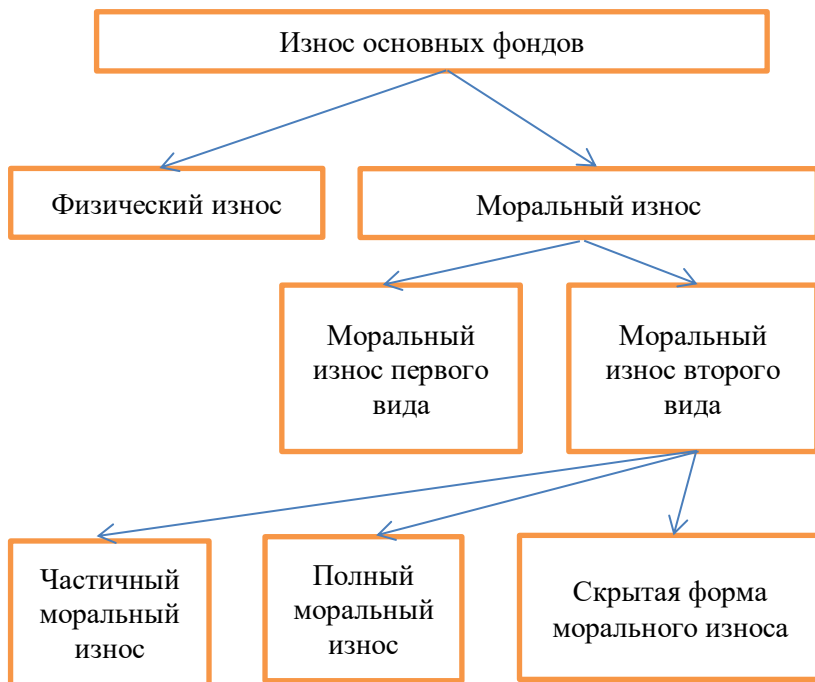 Износ основных фондов
Физический износ
Моральный износ
Моральный
износ первого
вида
Моральный
износ второго
вида
Частичный
моральный
износ
Полный
моральный
износ
Скрытая форма
морального износа